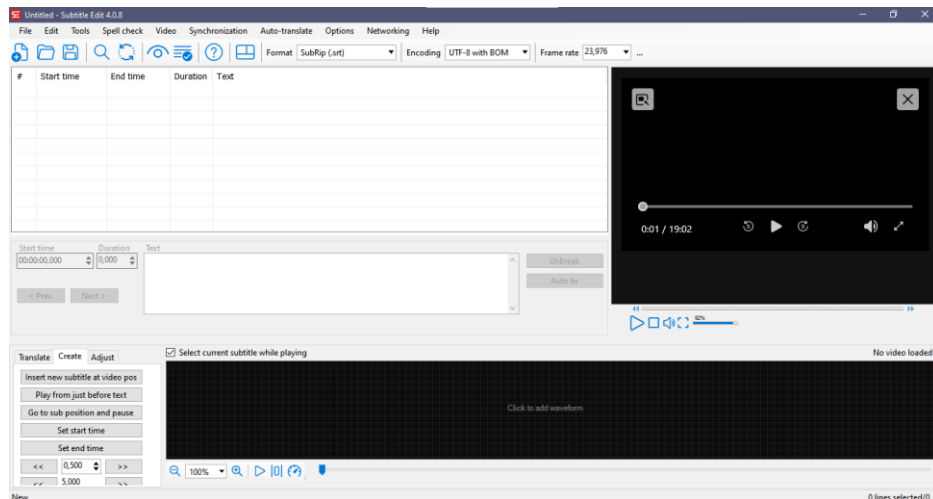 SE Untitled - Subtitle Edit 4.0.8
File Edit Tools Spell check Video Synchronization Auto-translate Options Networking Help
Format SubRip (.srt) Encoding UTF-8 with BOM Frame rate 23,976 ...
# Start time End time Duration Text
0:01 / 19:02
Start time Duration Text
00:00:00,000 0,000
Unbreak
Auto br
< Prev Next >
82%
Translate Create Adjust
Select current subtitle while playing
No video loaded
Insert new subtitle at video pos
Play from just before text
Go to sub position and pause
Set start time
Set end time
<< 0,500 >>
<< 5,000 >>
Click to add waveform
100%
New
0 lines selected/0